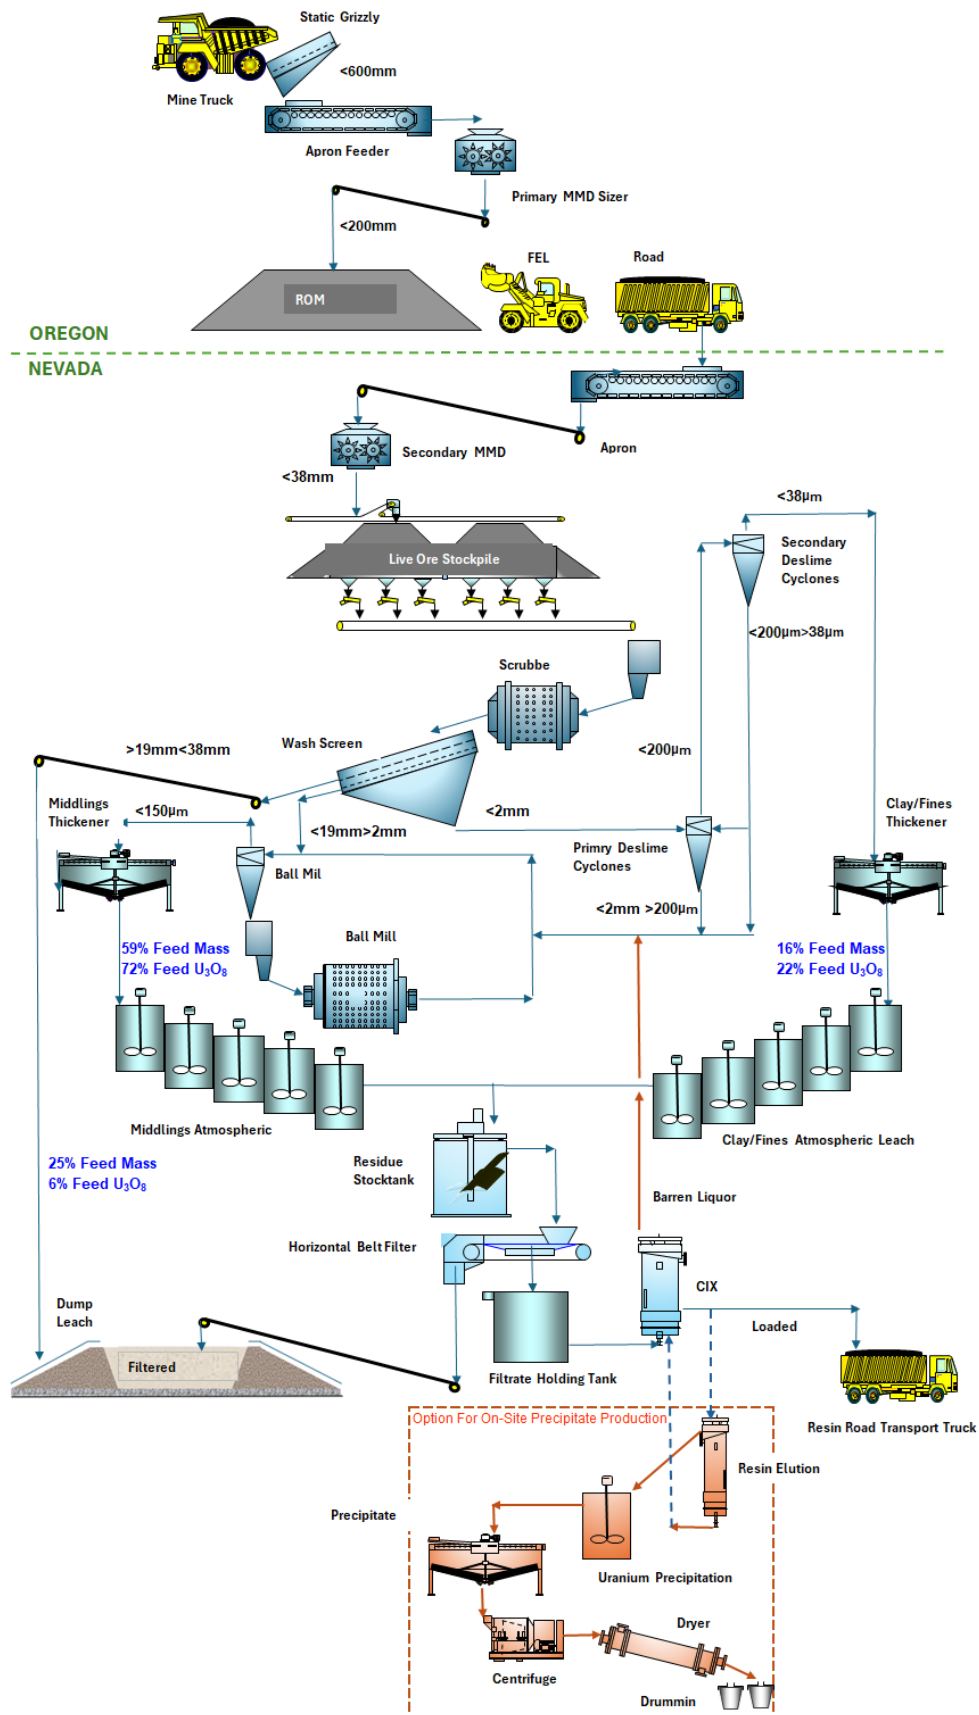 Static Grizzly
<600mm
Mine Truck
Apron Feeder
Primary MMD Sizer
<200mm
FEL
Road
ROM
OREGON
NEVADA
Apron
Secondary MMD
<38mm
<38µm
Secondary
Deslime
Cyclones
Live Ore Stockpile
<200µm>38µm
Scrubbe
>19mm<38mm
Wash Screen
<200µm
Middlings
Thickener
<150µm
<2mm
Clay/Fines
Thickener
<19mm>2mm
Primry Deslime
Cyclones
Ball Mil
<2mm >200µm
59% Feed Mass
72% Feed U₃O₈
Ball Mill
16% Feed Mass
22% Feed U₃O₈
Middlings Atmospheric
Clay/Fines Atmospheric Leach
25% Feed Mass
6% Feed U₃O₈
Residue
Stocktank
Barren Liquor
Horizontal Belt Filter
CIX
Dump
Leach
Loaded
Filtered
Filtrate Holding Tank
Option For On-Site Precipitate Production
Resin Road Transport Truck
Resin Elution
Precipitate
Uranium Precipitation
Dryer
Centrifuge
Drummin